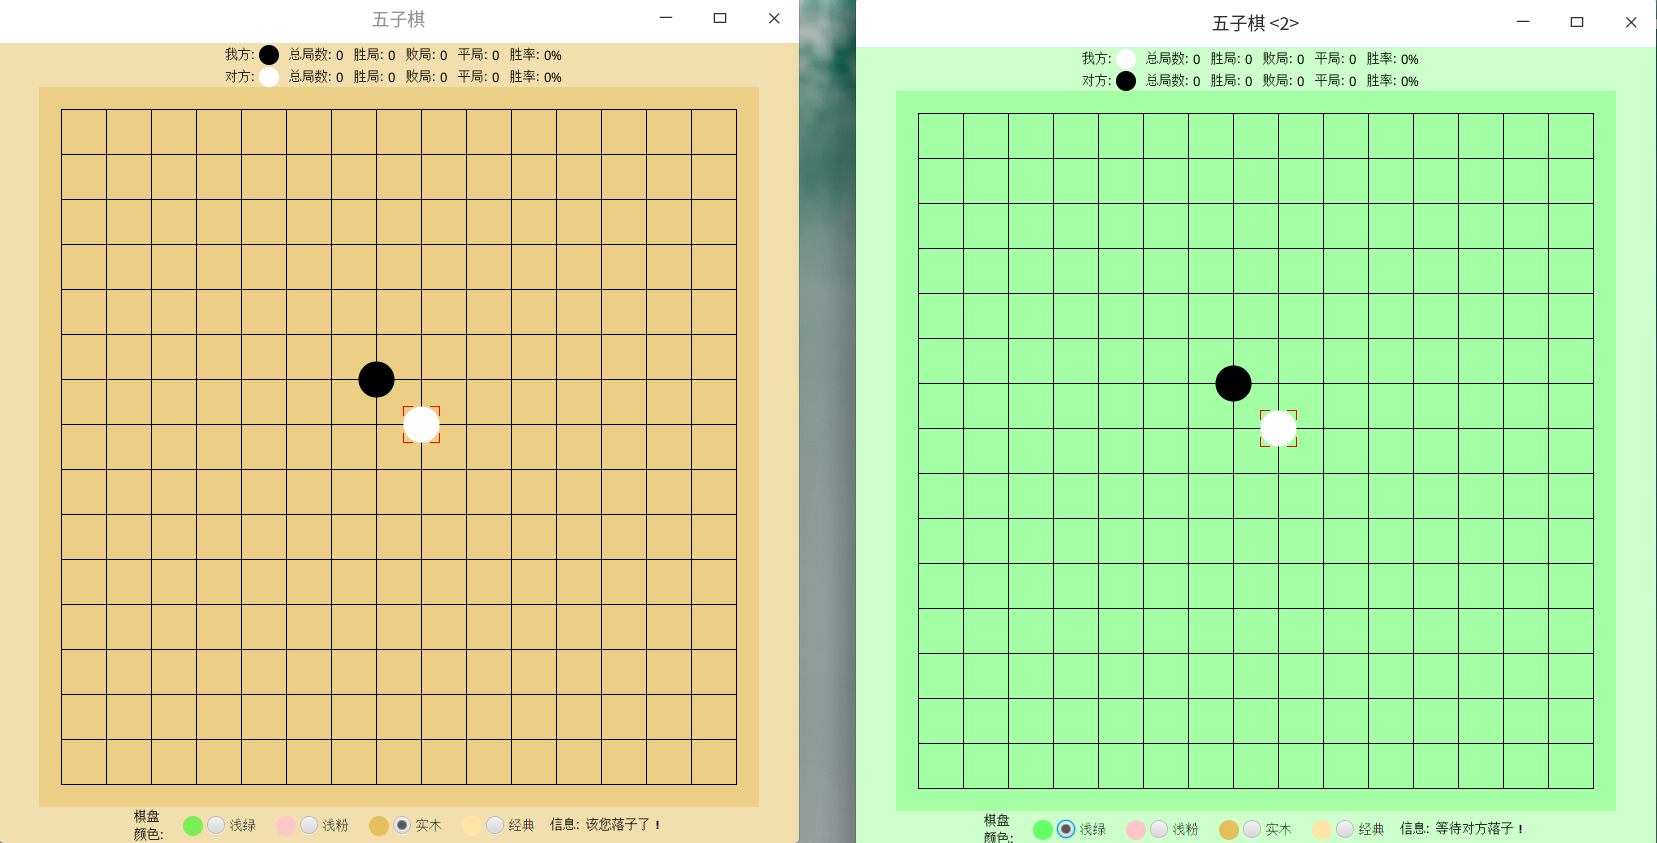 五子棋
我方: 总局数: 0 胜局: 0 败局: 0 平局: 0 胜率: 0%
对方: 总局数: 0 胜局: 0 败局: 0 平局: 0 胜率: 0%
棋盘
颜色: 浅绿 浅粉 实木 经典 信息: 该您落子了！
五子棋 <2>
我方: 总局数: 0 胜局: 0 败局: 0 平局: 0 胜率: 0%
对方: 总局数: 0 胜局: 0 败局: 0 平局: 0 胜率: 0%
棋盘
颜色: 浅绿 浅粉 实木 经典 信息: 等待对方落子！